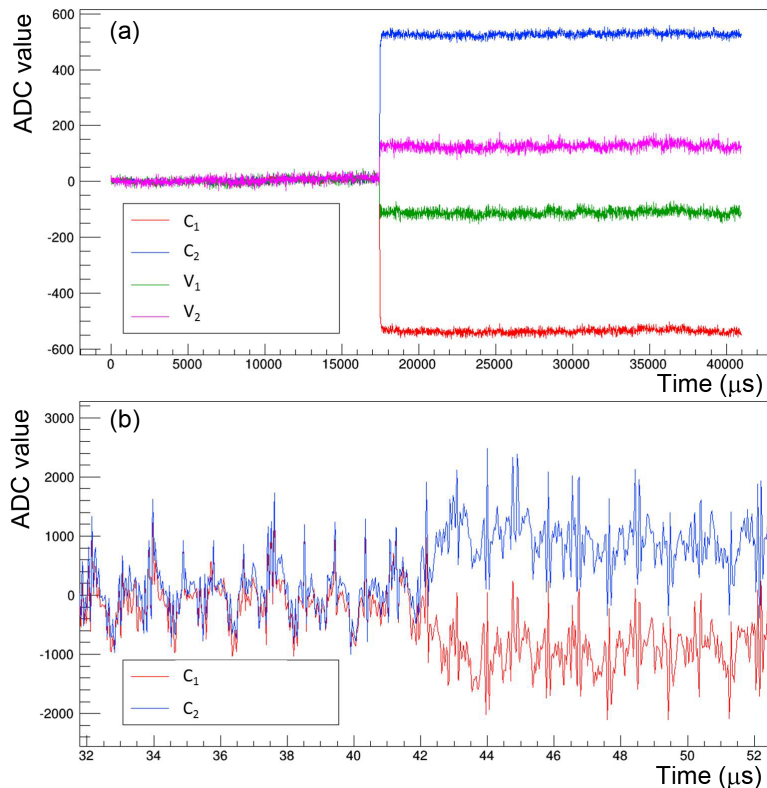 (a)
ADC value
600
400
200
0
-200
-400
-600
C1
C2
V1
V2
0 5000 10000 15000 20000 25000 30000 35000 40000
Time (μs)
(b)
ADC value
3000
2000
1000
0
-1000
-2000
C1
C2
32 34 36 38 40 42 44 46 48 50 52
Time (μs)